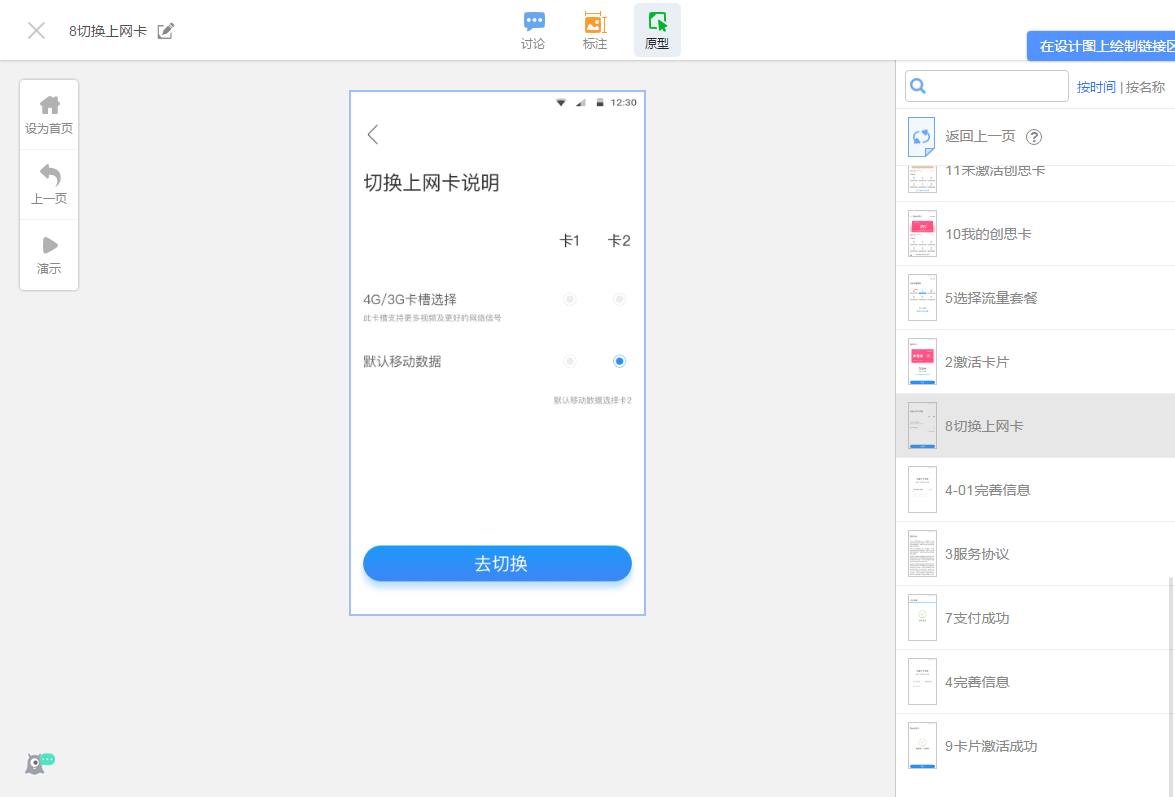 8切换上网卡
讨论
标注
原型
在设计图上绘制链接区
设为首页
上一页
演示
12:30
切换上网卡说明
卡1 卡2
4G/3G卡槽选择
此卡槽支持更多视频及更好的网络信号
默认移动数据
默认移动数据选择卡2
去切换
按时间 | 按名称
返回上一页 ?
11未激活创思卡
10我的创思卡
5选择流量套餐
2激活卡片
8切换上网卡
4-01完善信息
3服务协议
7支付成功
4完善信息
9卡片激活成功